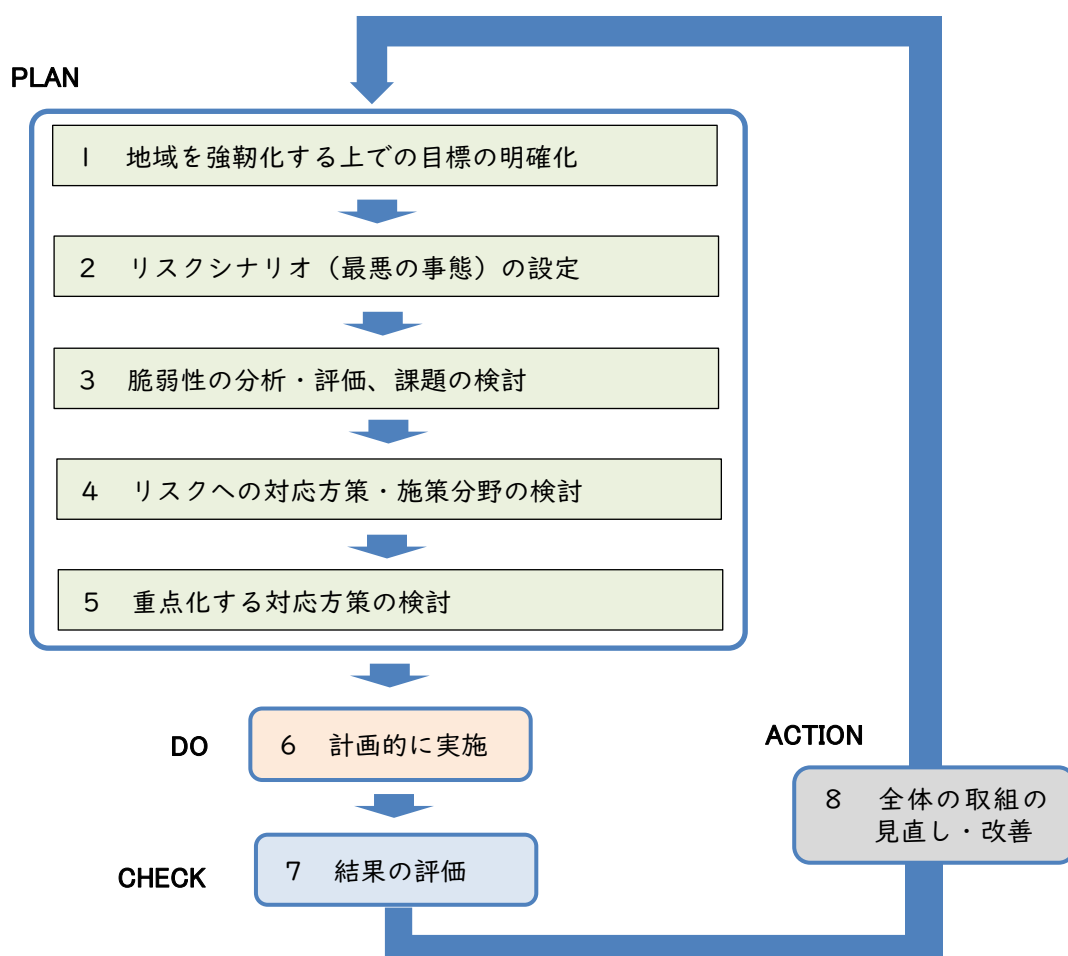 PLAN
1 地域を強靭化する上での目標の明確化
2 リスクシナリオ（最悪の事態）の設定
3 脆弱性の分析・評価、課題の検討
4 リスクへの対応方策・施策分野の検討
5 重点化する対応方策の検討
DO
6 計画的に実施
ACTION
8 全体の取組の
見直し・改善
CHECK
7 結果の評価